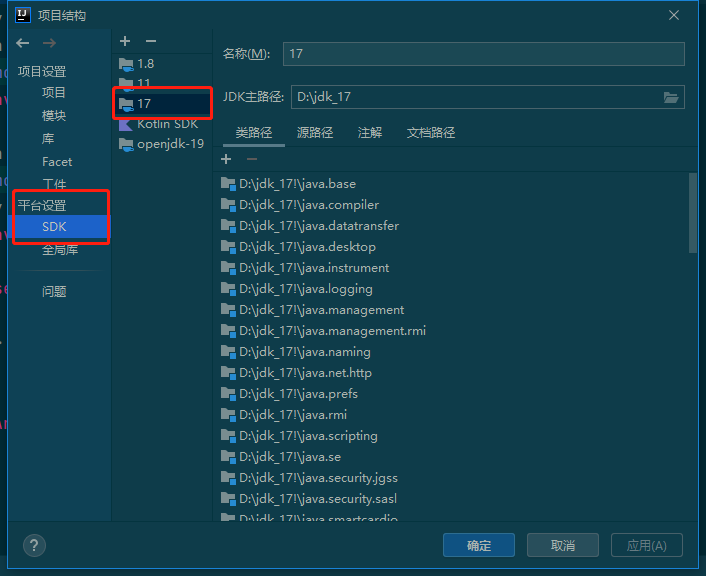 项目结构
项目设置
项目
模块
库
Facet
工件
平台设置
SDK
全局库
问题
1.8
11
17
Kotlin SDK
openjdk-19
名称(M): 17
JDK主路径: D:\jdk_17
类路径 源路径 注解 文档路径
D:\jdk_17!\java.base
D:\jdk_17!\java.compiler
D:\jdk_17!\java.datatransfer
D:\jdk_17!\java.desktop
D:\jdk_17!\java.instrument
D:\jdk_17!\java.logging
D:\jdk_17!\java.management
D:\jdk_17!\java.management.rmi
D:\jdk_17!\java.naming
D:\jdk_17!\java.net.http
D:\jdk_17!\java.prefs
D:\jdk_17!\java.rmi
D:\jdk_17!\java.scripting
D:\jdk_17!\java.se
D:\jdk_17!\java.security.jgss
D:\jdk_17!\java.security.sasl
D:\jdk_17!\java.smartcardio
? 确定 取消 应用(A)